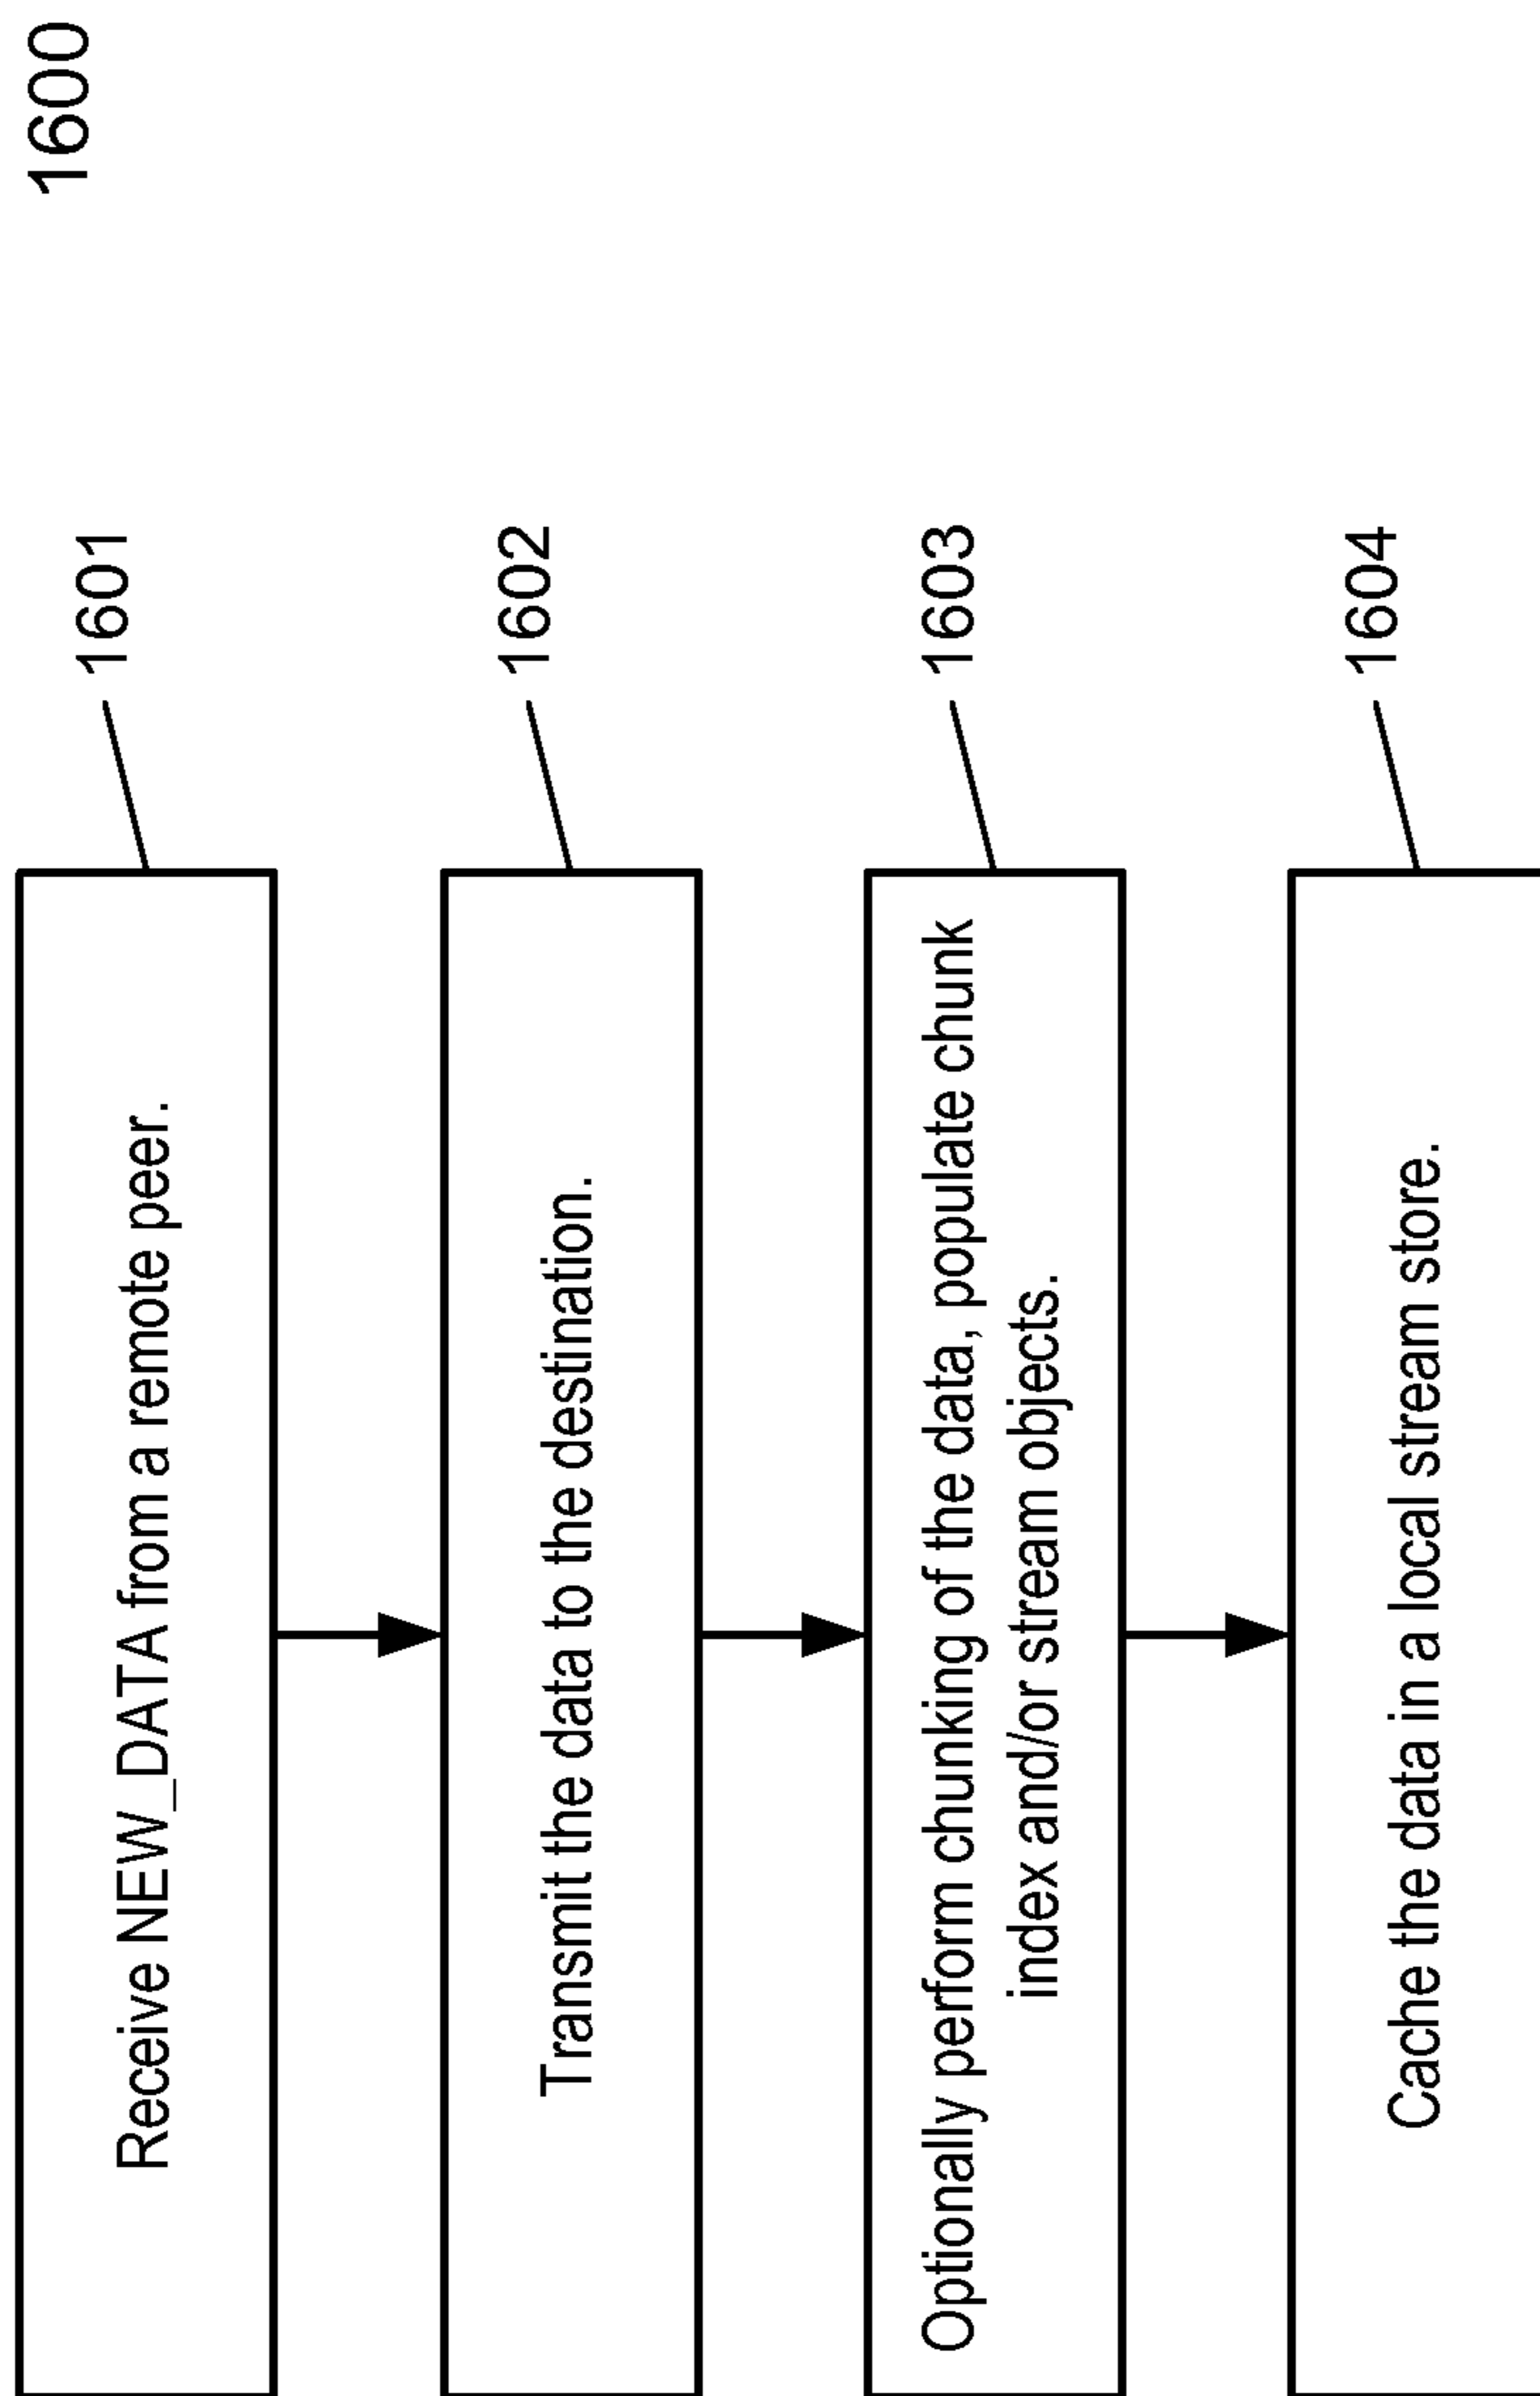 1600
Receive NEW_DATA from a remote peer.
1601
Transmit the data to the destination.
1602
Optionally perform chunking of the data, populate chunk
index and/or stream objects.
1603
Cache the data in a local stream store.
1604